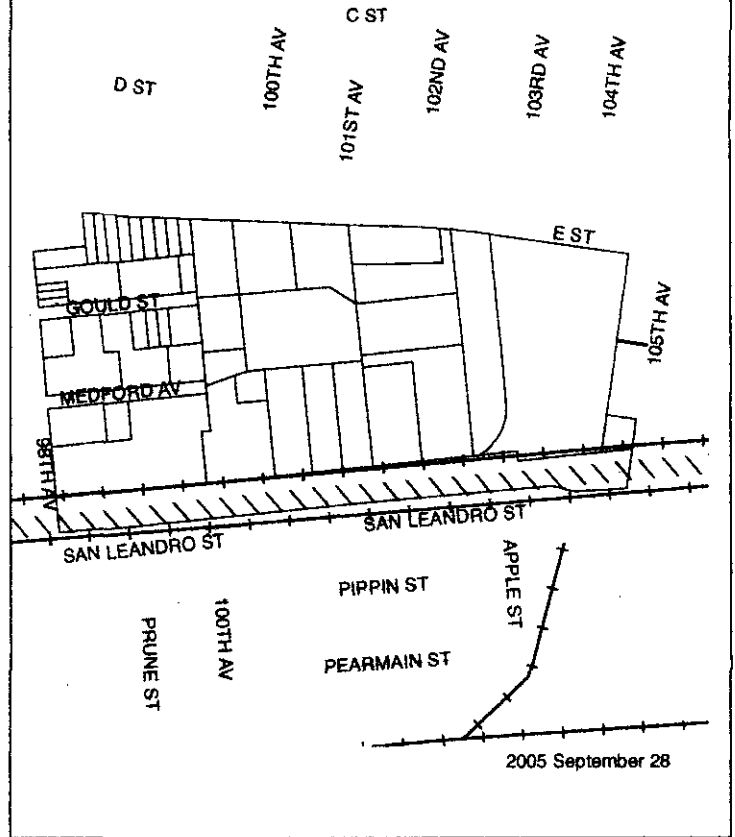 C ST
D ST
100TH AV
101ST AV
102ND AV
103RD AV
104TH AV
E ST
GOULD ST
105TH AV
MEDFORD AV
98TH AV
SAN LEANDRO ST
SAN LEANDRO ST
PIPPIN ST
APPLE ST
PRUNE ST
100TH AV
PEARMAIN ST
2005 September 28